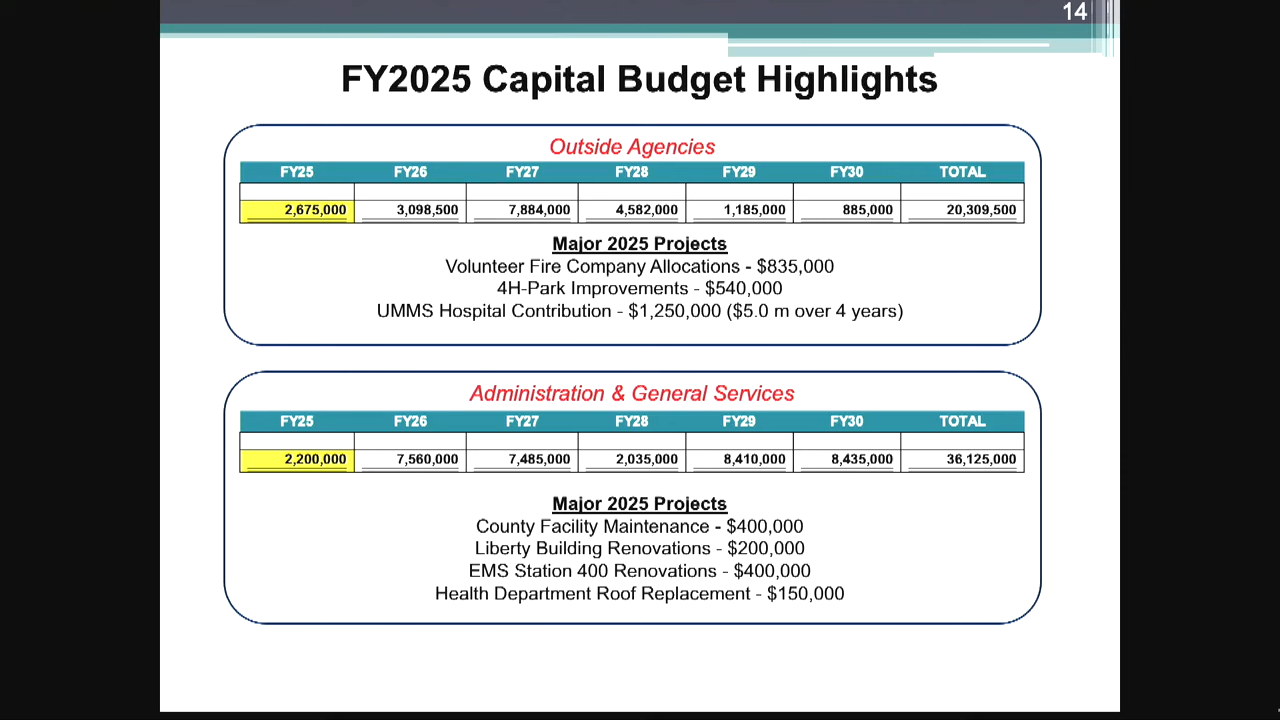 14
FY2025 Capital Budget Highlights
Outside Agencies
FY25 FY26 FY27 FY28 FY29 FY30 TOTAL
2,675,000 3,098,500 7,884,000 4,582,000 1,185,000 885,000 20,309,500
Major 2025 Projects
Volunteer Fire Company Allocations - $835,000
4H-Park Improvements - $540,000
UMMS Hospital Contribution - $1,250,000 ($5.0 m over 4 years)
Administration & General Services
FY25 FY26 FY27 FY28 FY29 FY30 TOTAL
2,200,000 7,560,000 7,485,000 2,035,000 8,410,000 8,435,000 36,125,000
Major 2025 Projects
County Facility Maintenance - $400,000
Liberty Building Renovations - $200,000
EMS Station 400 Renovations - $400,000
Health Department Roof Replacement - $150,000